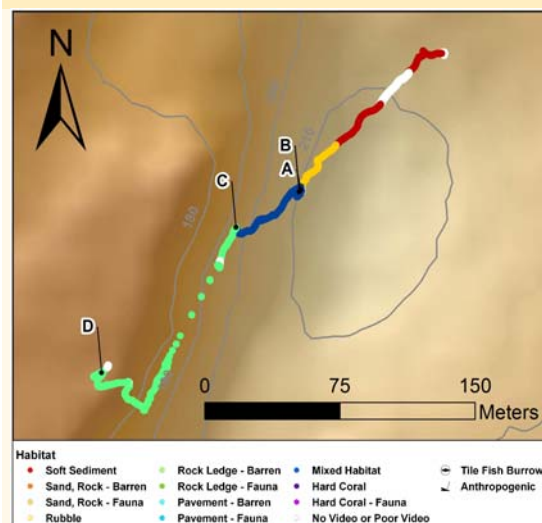 N
B
A
C
180
D
0 75 150
Meters
Habitat
Soft Sediment Rock Ledge - Barren Mixed Habitat Tile Fish Burrow
Sand, Rock - Barren Rock Ledge - Fauna Hard Coral Anthropogenic
Sand, Rock - Fauna Pavement - Barren Hard Coral - Fauna
Rubble Pavement - Fauna No Video or Poor Video